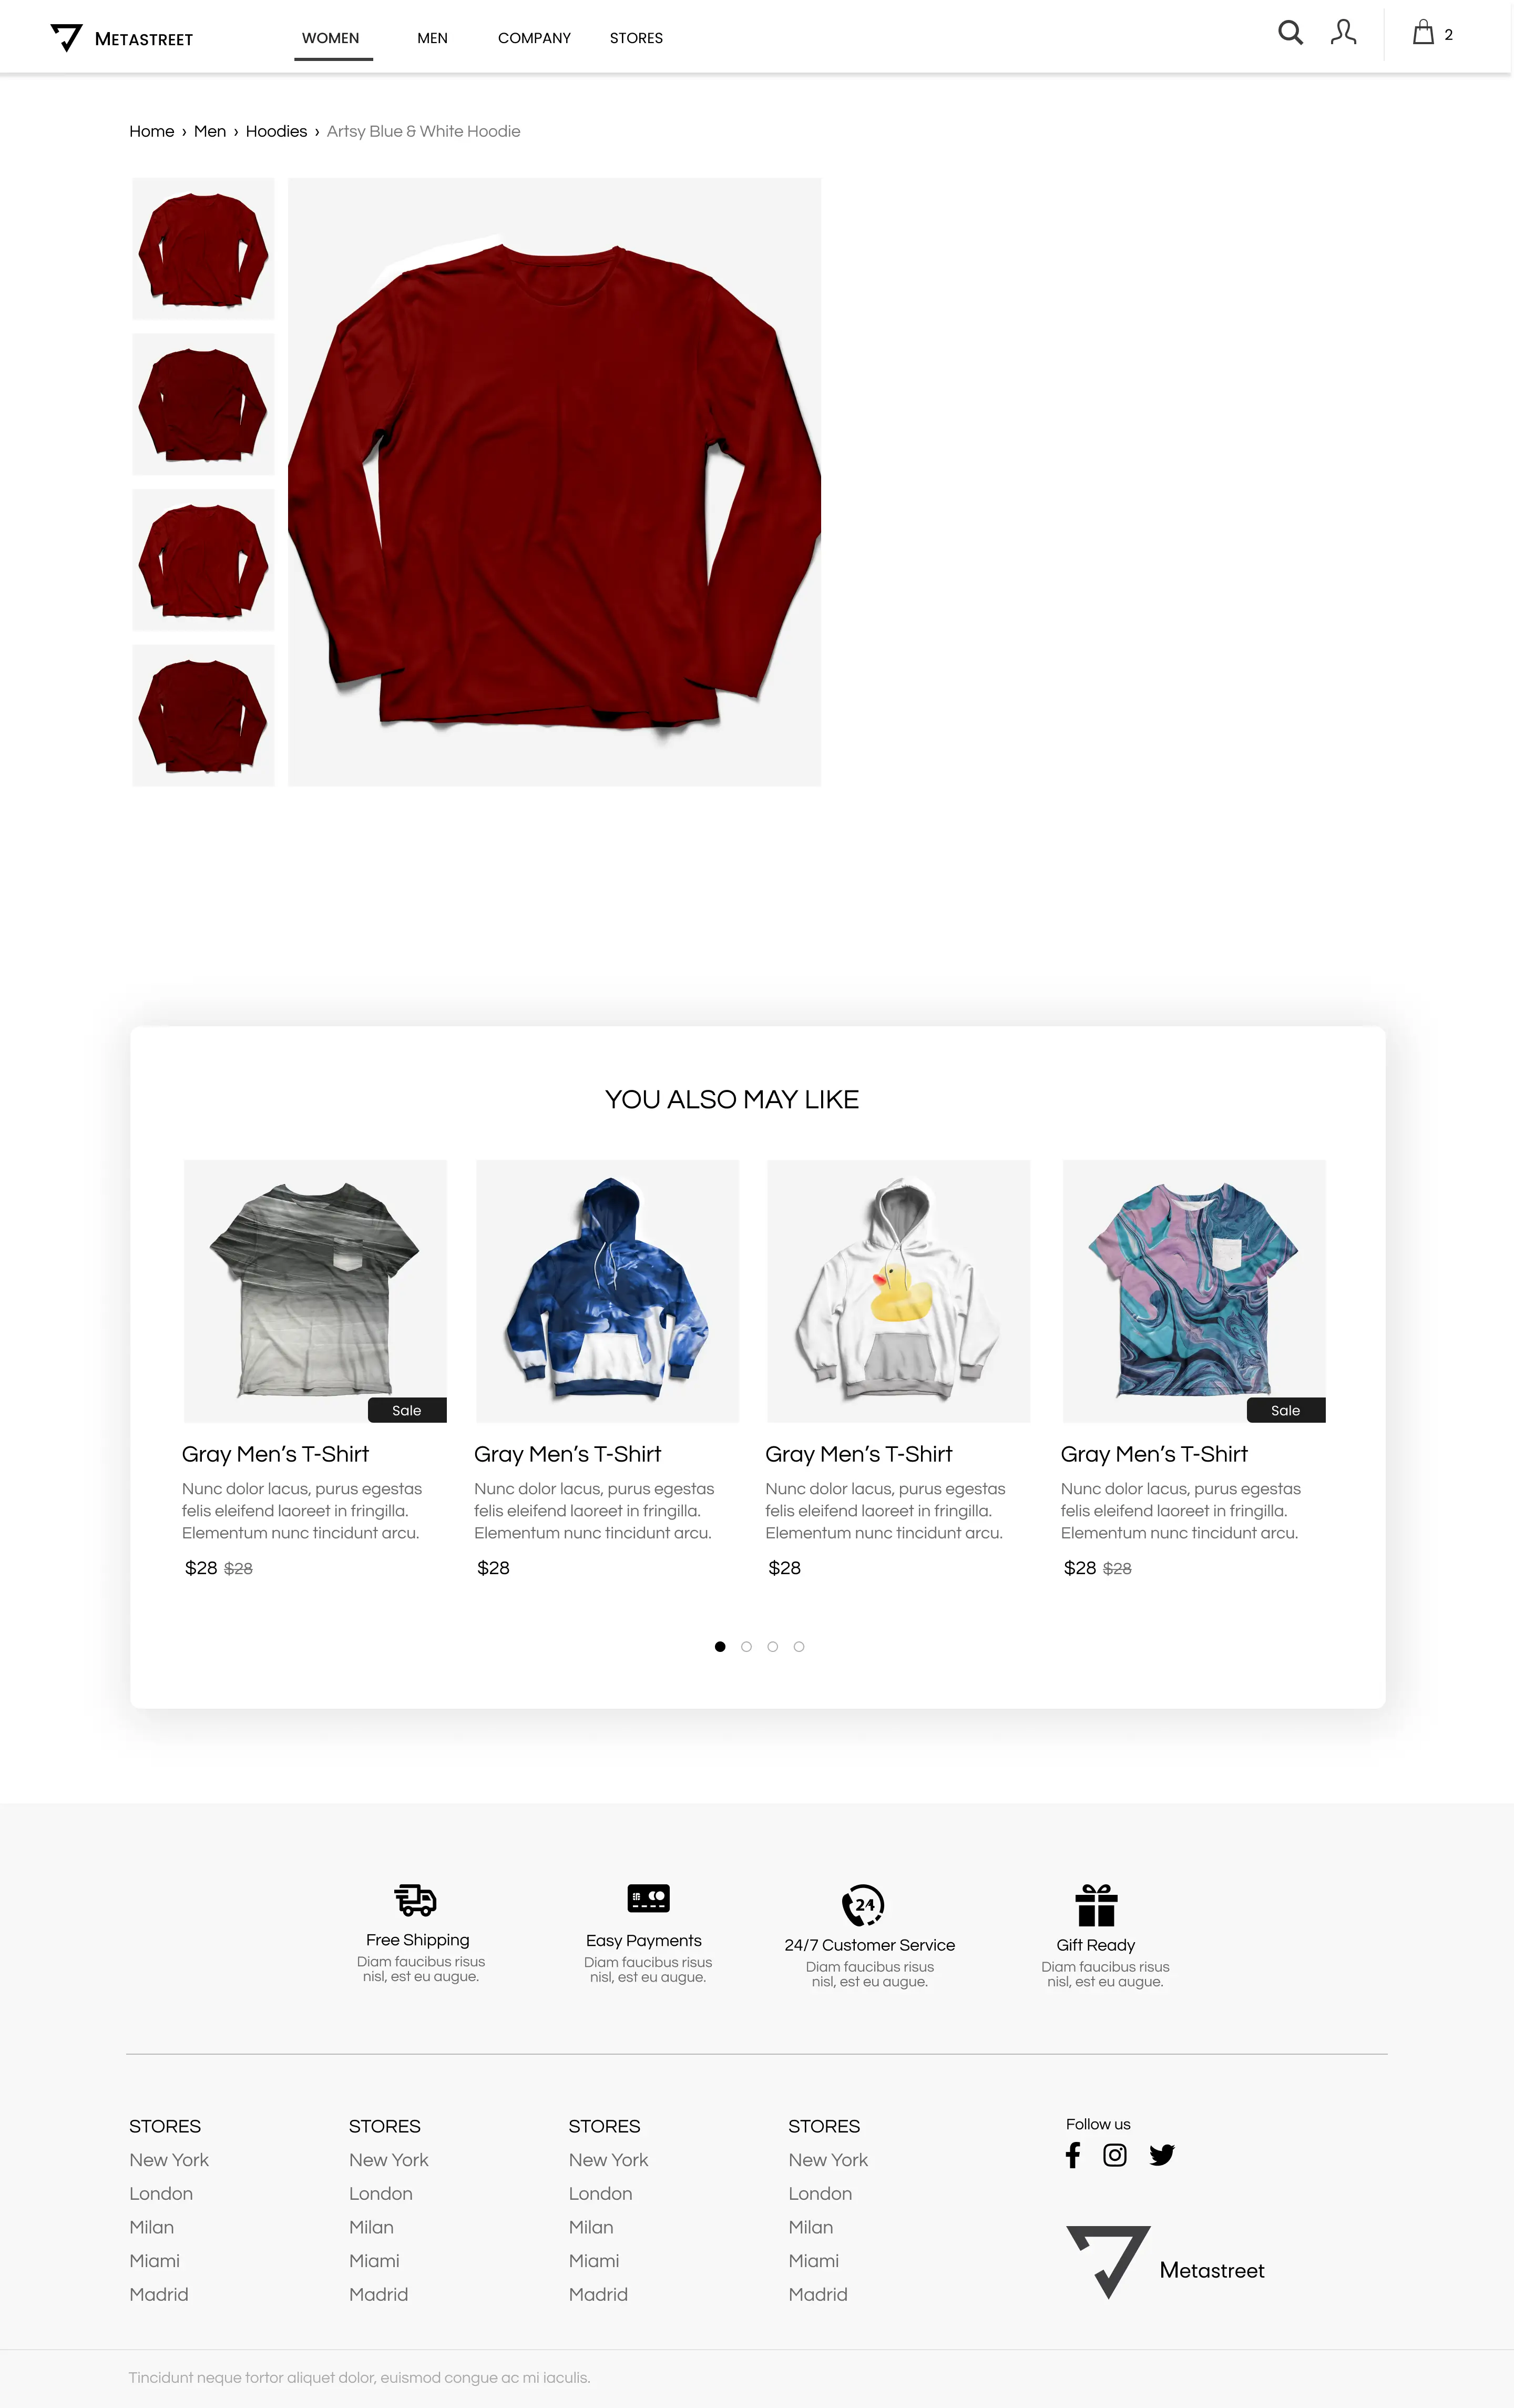 METASTREET
WOMEN MEN COMPANY STORES
2
Home › Men › Hoodies › Artsy Blue & White Hoodie
YOU ALSO MAY LIKE
Sale
Sale
Gray Men’s T-Shirt
Nunc dolor lacus, purus egestas
felis eleifend laoreet in fringilla.
Elementum nunc tincidunt arcu.
$28 $28
Gray Men’s T-Shirt
Nunc dolor lacus, purus egestas
felis eleifend laoreet in fringilla.
Elementum nunc tincidunt arcu.
$28
Gray Men’s T-Shirt
Nunc dolor lacus, purus egestas
felis eleifend laoreet in fringilla.
Elementum nunc tincidunt arcu.
$28
Gray Men’s T-Shirt
Nunc dolor lacus, purus egestas
felis eleifend laoreet in fringilla.
Elementum nunc tincidunt arcu.
$28 $28
Free Shipping
Diam faucibus risus
nisl, est eu augue.
Easy Payments
Diam faucibus risus
nisl, est eu augue.
24
24/7 Customer Service
Diam faucibus risus
nisl, est eu augue.
Gift Ready
Diam faucibus risus
nisl, est eu augue.
STORES
New York
London
Milan
Miami
Madrid
STORES
New York
London
Milan
Miami
Madrid
STORES
New York
London
Milan
Miami
Madrid
STORES
New York
London
Milan
Miami
Madrid
Follow us
Metastreet
Tincidunt neque tortor aliquet dolor, euismod congue ac mi iaculis.